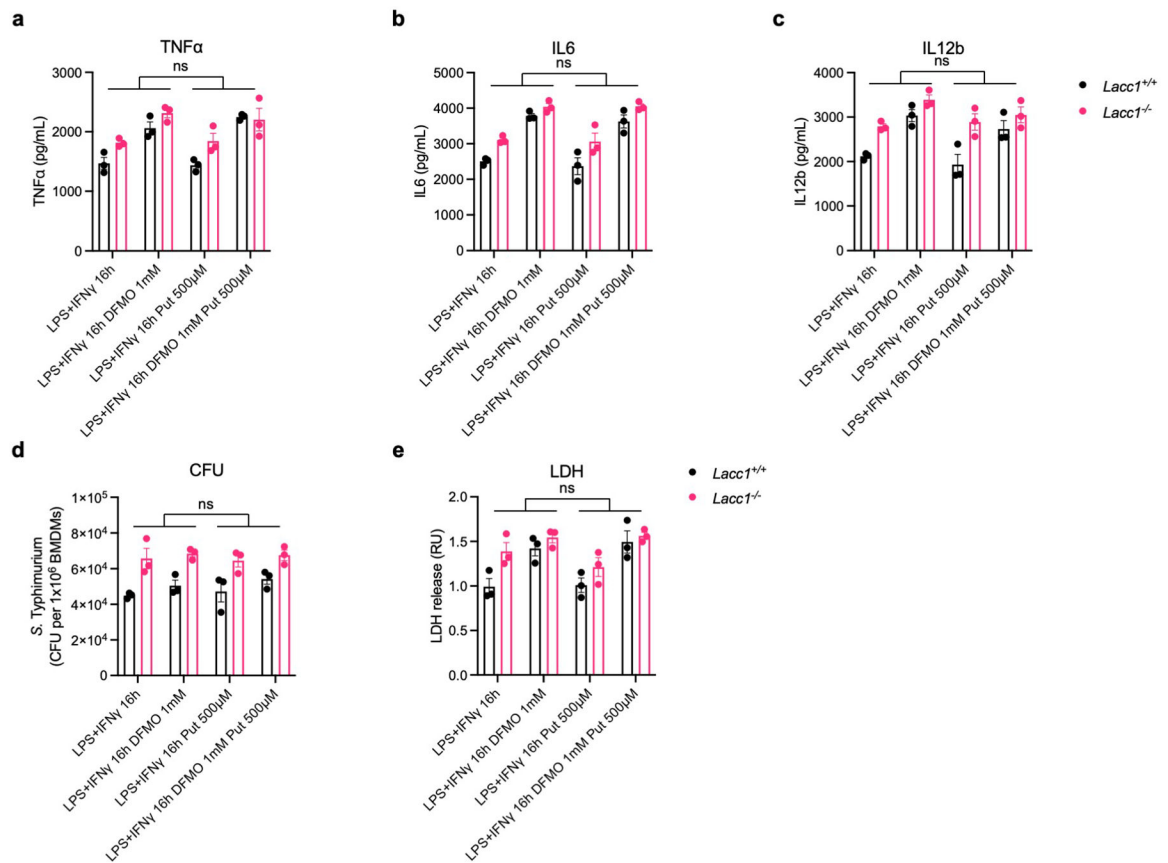 a
TNFα
ns
3000
2000
1000
0
TNFα (pg/mL)
LPS+IFNγ 16h
LPS+IFNγ 16h DFMO 1mM
LPS+IFNγ 16h Put 500μM
LPS+IFNγ 16h DFMO 1mM Put 500μM
b
IL6
ns
5000
4000
3000
2000
1000
0
IL6 (pg/mL)
LPS+IFNγ 16h
LPS+IFNγ 16h DFMO 1mM
LPS+IFNγ 16h Put 500μM
LPS+IFNγ 16h DFMO 1mM Put 500μM
c
IL12b
ns
4000
3000
2000
1000
0
IL12b (pg/mL)
LPS+IFNγ 16h
LPS+IFNγ 16h DFMO 1mM
LPS+IFNγ 16h Put 500μM
LPS+IFNγ 16h DFMO 1mM Put 500μM
Lacc1+/+
Lacc1-/-
d
CFU
ns
1×10⁵
8×10⁴
6×10⁴
4×10⁴
2×10⁴
0
S. Typhimurium
(CFU per 1x10⁶ BMDMs)
LPS+IFNγ 16h
LPS+IFNγ 16h DFMO 1mM
LPS+IFNγ 16h Put 500μM
LPS+IFNγ 16h DFMO 1mM Put 500μM
e
LDH
ns
2.0
1.5
1.0
0.5
0.0
LDH release (RU)
LPS+IFNγ 16h
LPS+IFNγ 16h DFMO 1mM
LPS+IFNγ 16h Put 500μM
LPS+IFNγ 16h DFMO 1mM Put 500μM
Lacc1+/+
Lacc1-/-